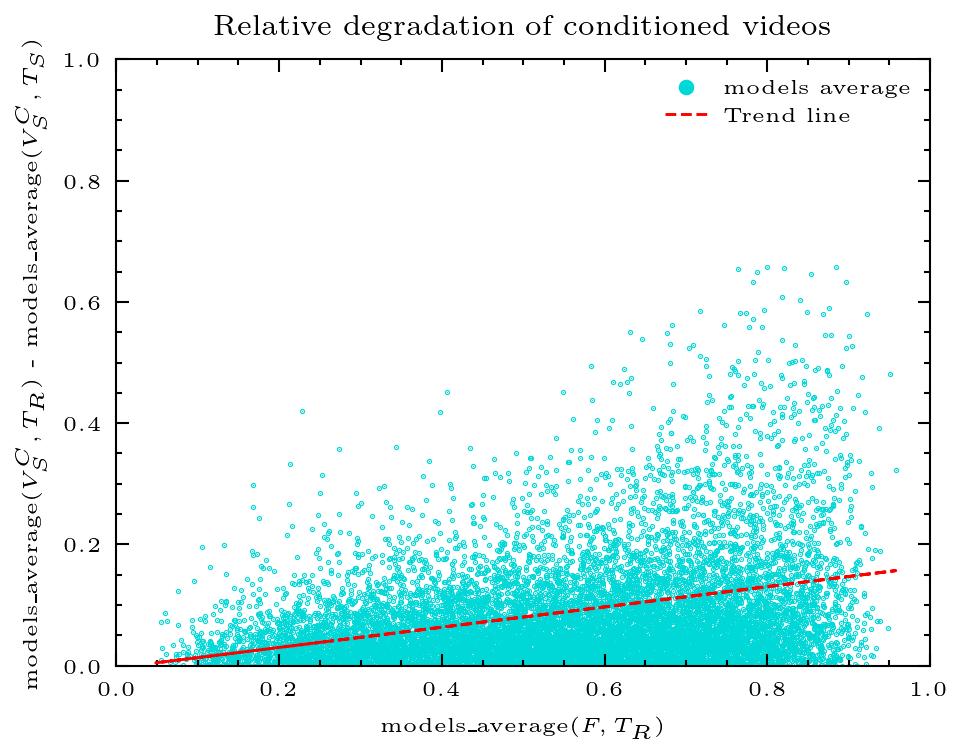 Relative degradation of conditioned videos
models_average(V_S^C, T_R) - models_average(V_S^C, T_S)
1.0
0.8
0.6
0.4
0.2
0.0
models average
Trend line
0.0 0.2 0.4 0.6 0.8 1.0
models_average(F, T_R)